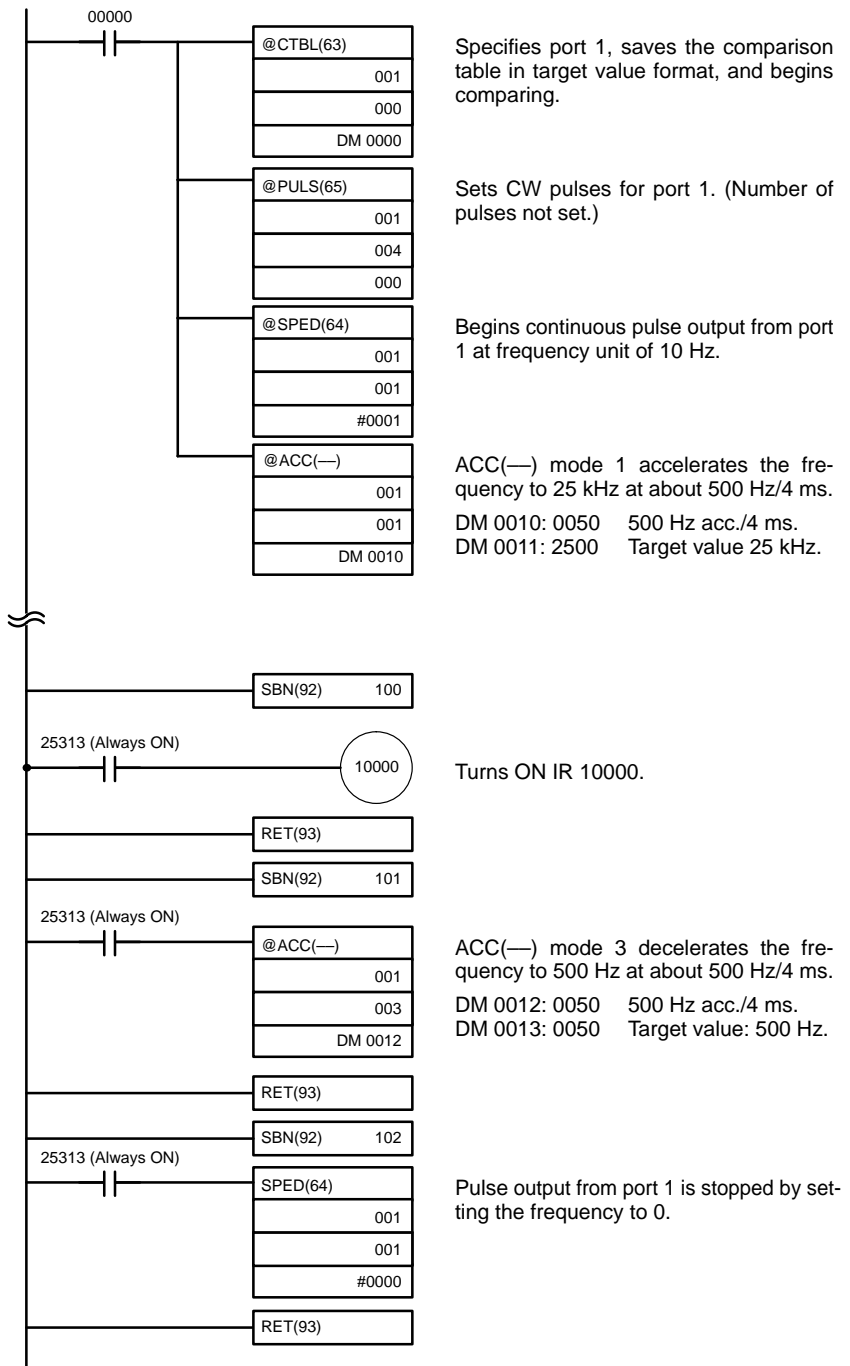 00000
@CTBL(63)
001
000
DM 0000
Specifies port 1, saves the comparison
table in target value format, and begins
comparing.
@PULS(65)
001
004
000
Sets CW pulses for port 1. (Number of
pulses not set.)
@SPED(64)
001
001
#0001
Begins continuous pulse output from port
1 at frequency unit of 10 Hz.
@ACC(––)
001
001
DM 0010
ACC(––) mode 1 accelerates the fre-
quency to 25 kHz at about 500 Hz/4 ms.
DM 0010: 0050 500 Hz acc./4 ms.
DM 0011: 2500 Target value 25 kHz.
SBN(92) 100
25313 (Always ON)
10000
Turns ON IR 10000.
RET(93)
SBN(92) 101
25313 (Always ON)
@ACC(––)
001
003
DM 0012
ACC(––) mode 3 decelerates the fre-
quency to 500 Hz at about 500 Hz/4 ms.
DM 0012: 0050 500 Hz acc./4 ms.
DM 0013: 0050 Target value: 500 Hz.
RET(93)
SBN(92) 102
25313 (Always ON)
SPED(64)
001
001
#0000
Pulse output from port 1 is stopped by set-
ting the frequency to 0.
RET(93)